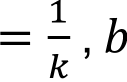 = 1/k , b